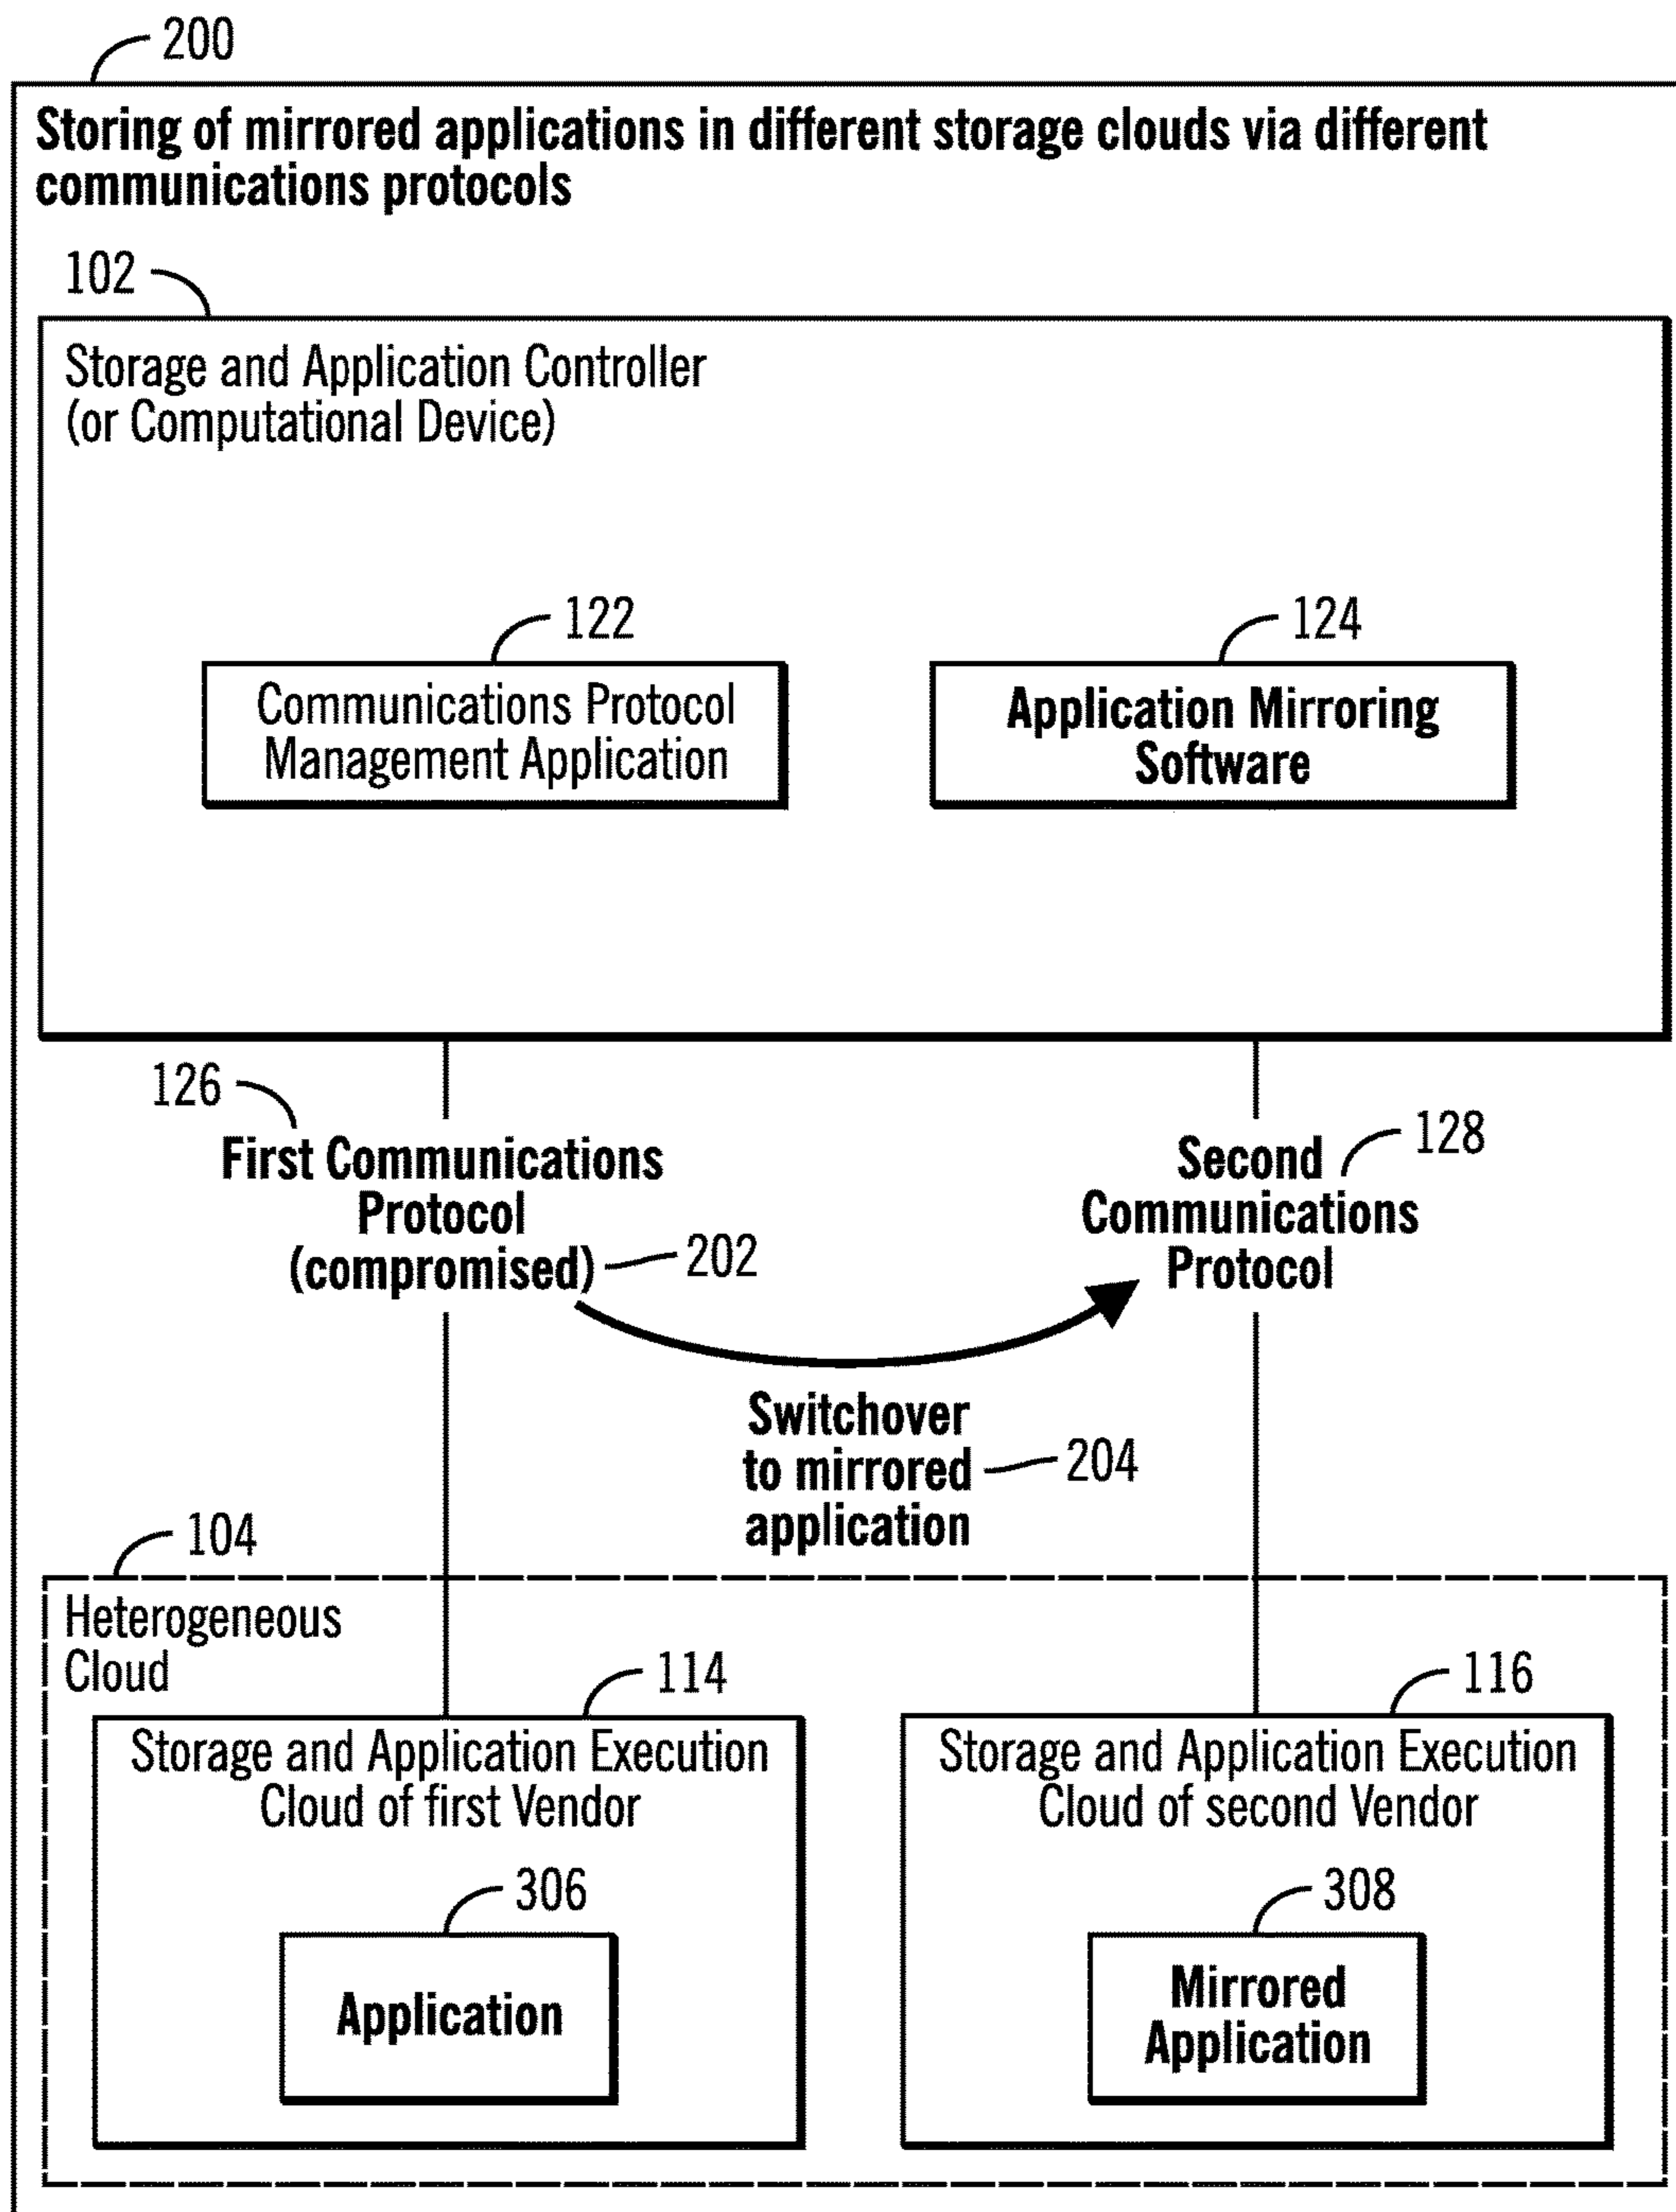 200
Storing of mirrored applications in different storage clouds via different
communications protocols
102
Storage and Application Controller
(or Computational Device)
122
124
Communications Protocol
Management Application
Application Mirroring
Software
126
First Communications
Protocol
(compromised)
202
128
Second
Communications
Protocol
Switchover
to mirrored
application
204
104
Heterogeneous
Cloud
114
Storage and Application Execution
Cloud of first Vendor
306
Application
116
Storage and Application Execution
Cloud of second Vendor
308
Mirrored
Application